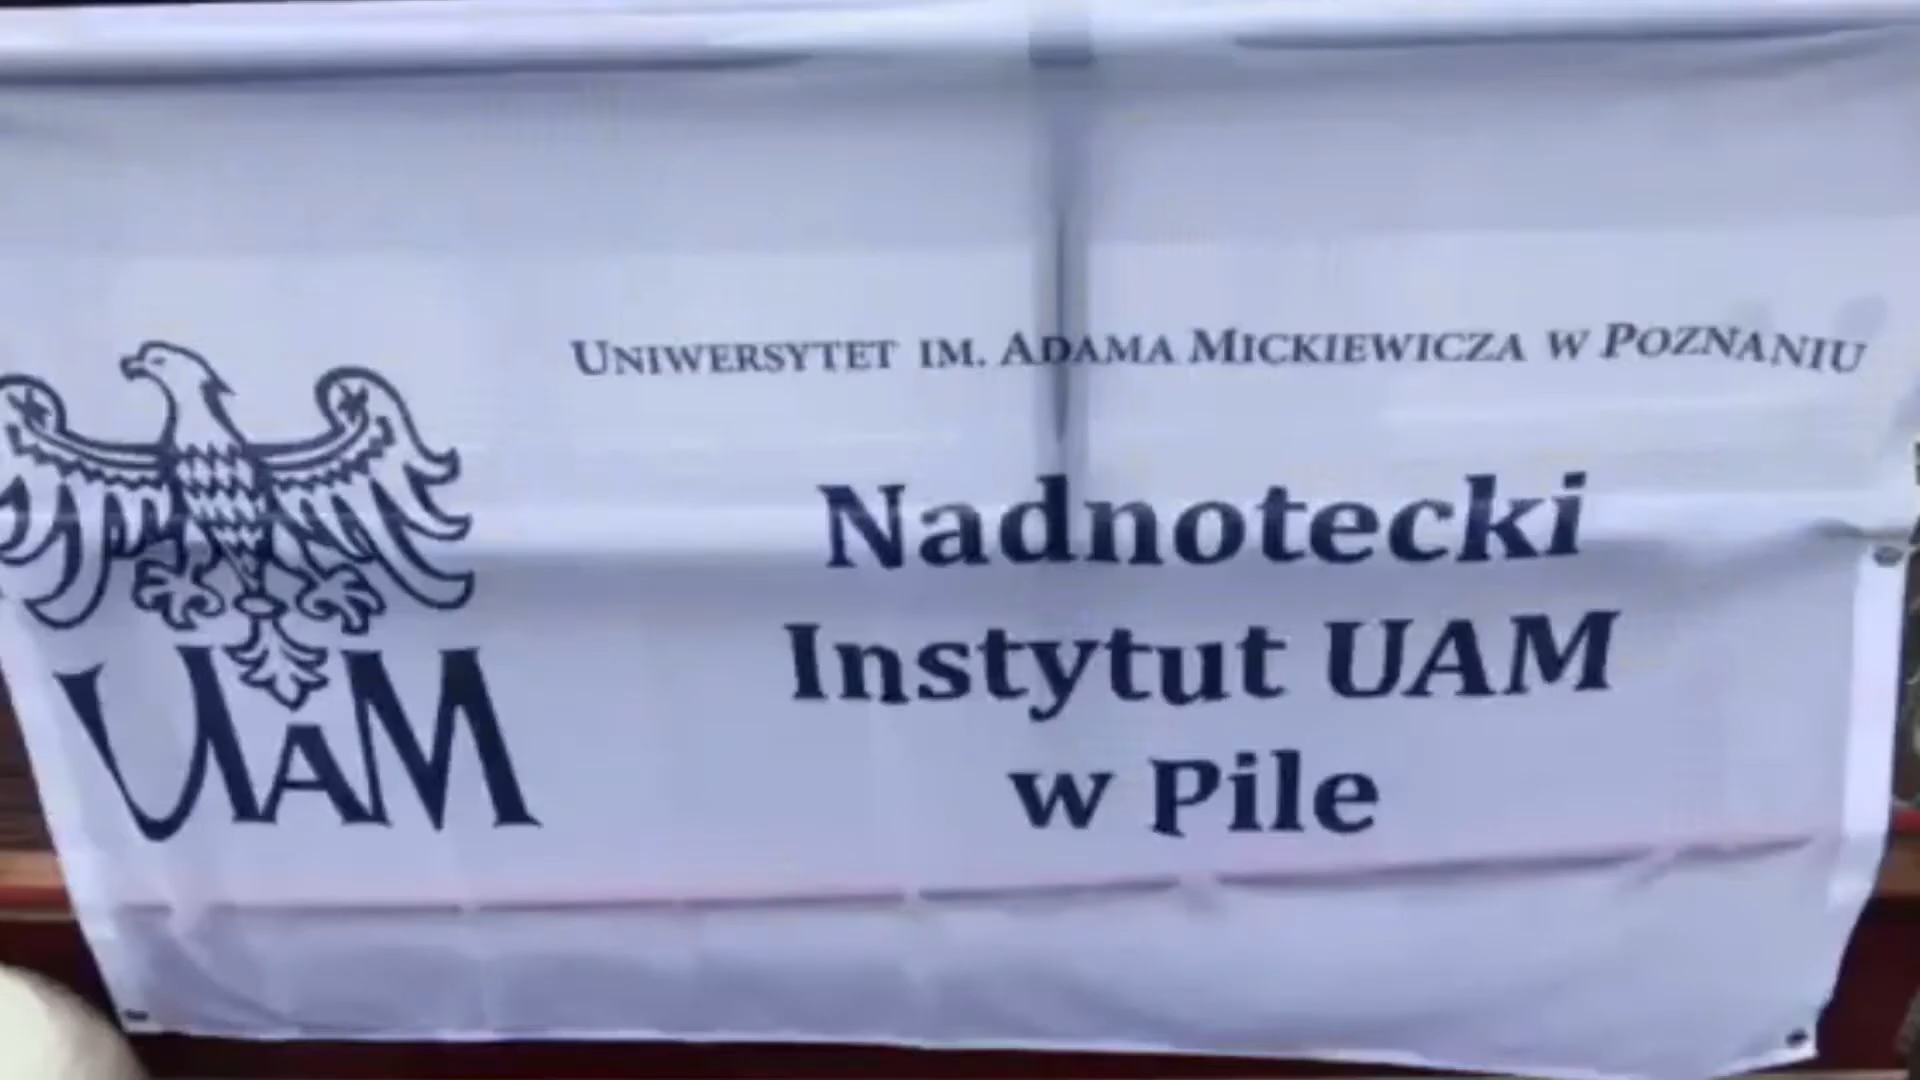 UNIWERSYTET IM. ADAMA MICKIEWICZA W POZNANIU
Nadnotecki
Instytut UAM
w Pile
UAM